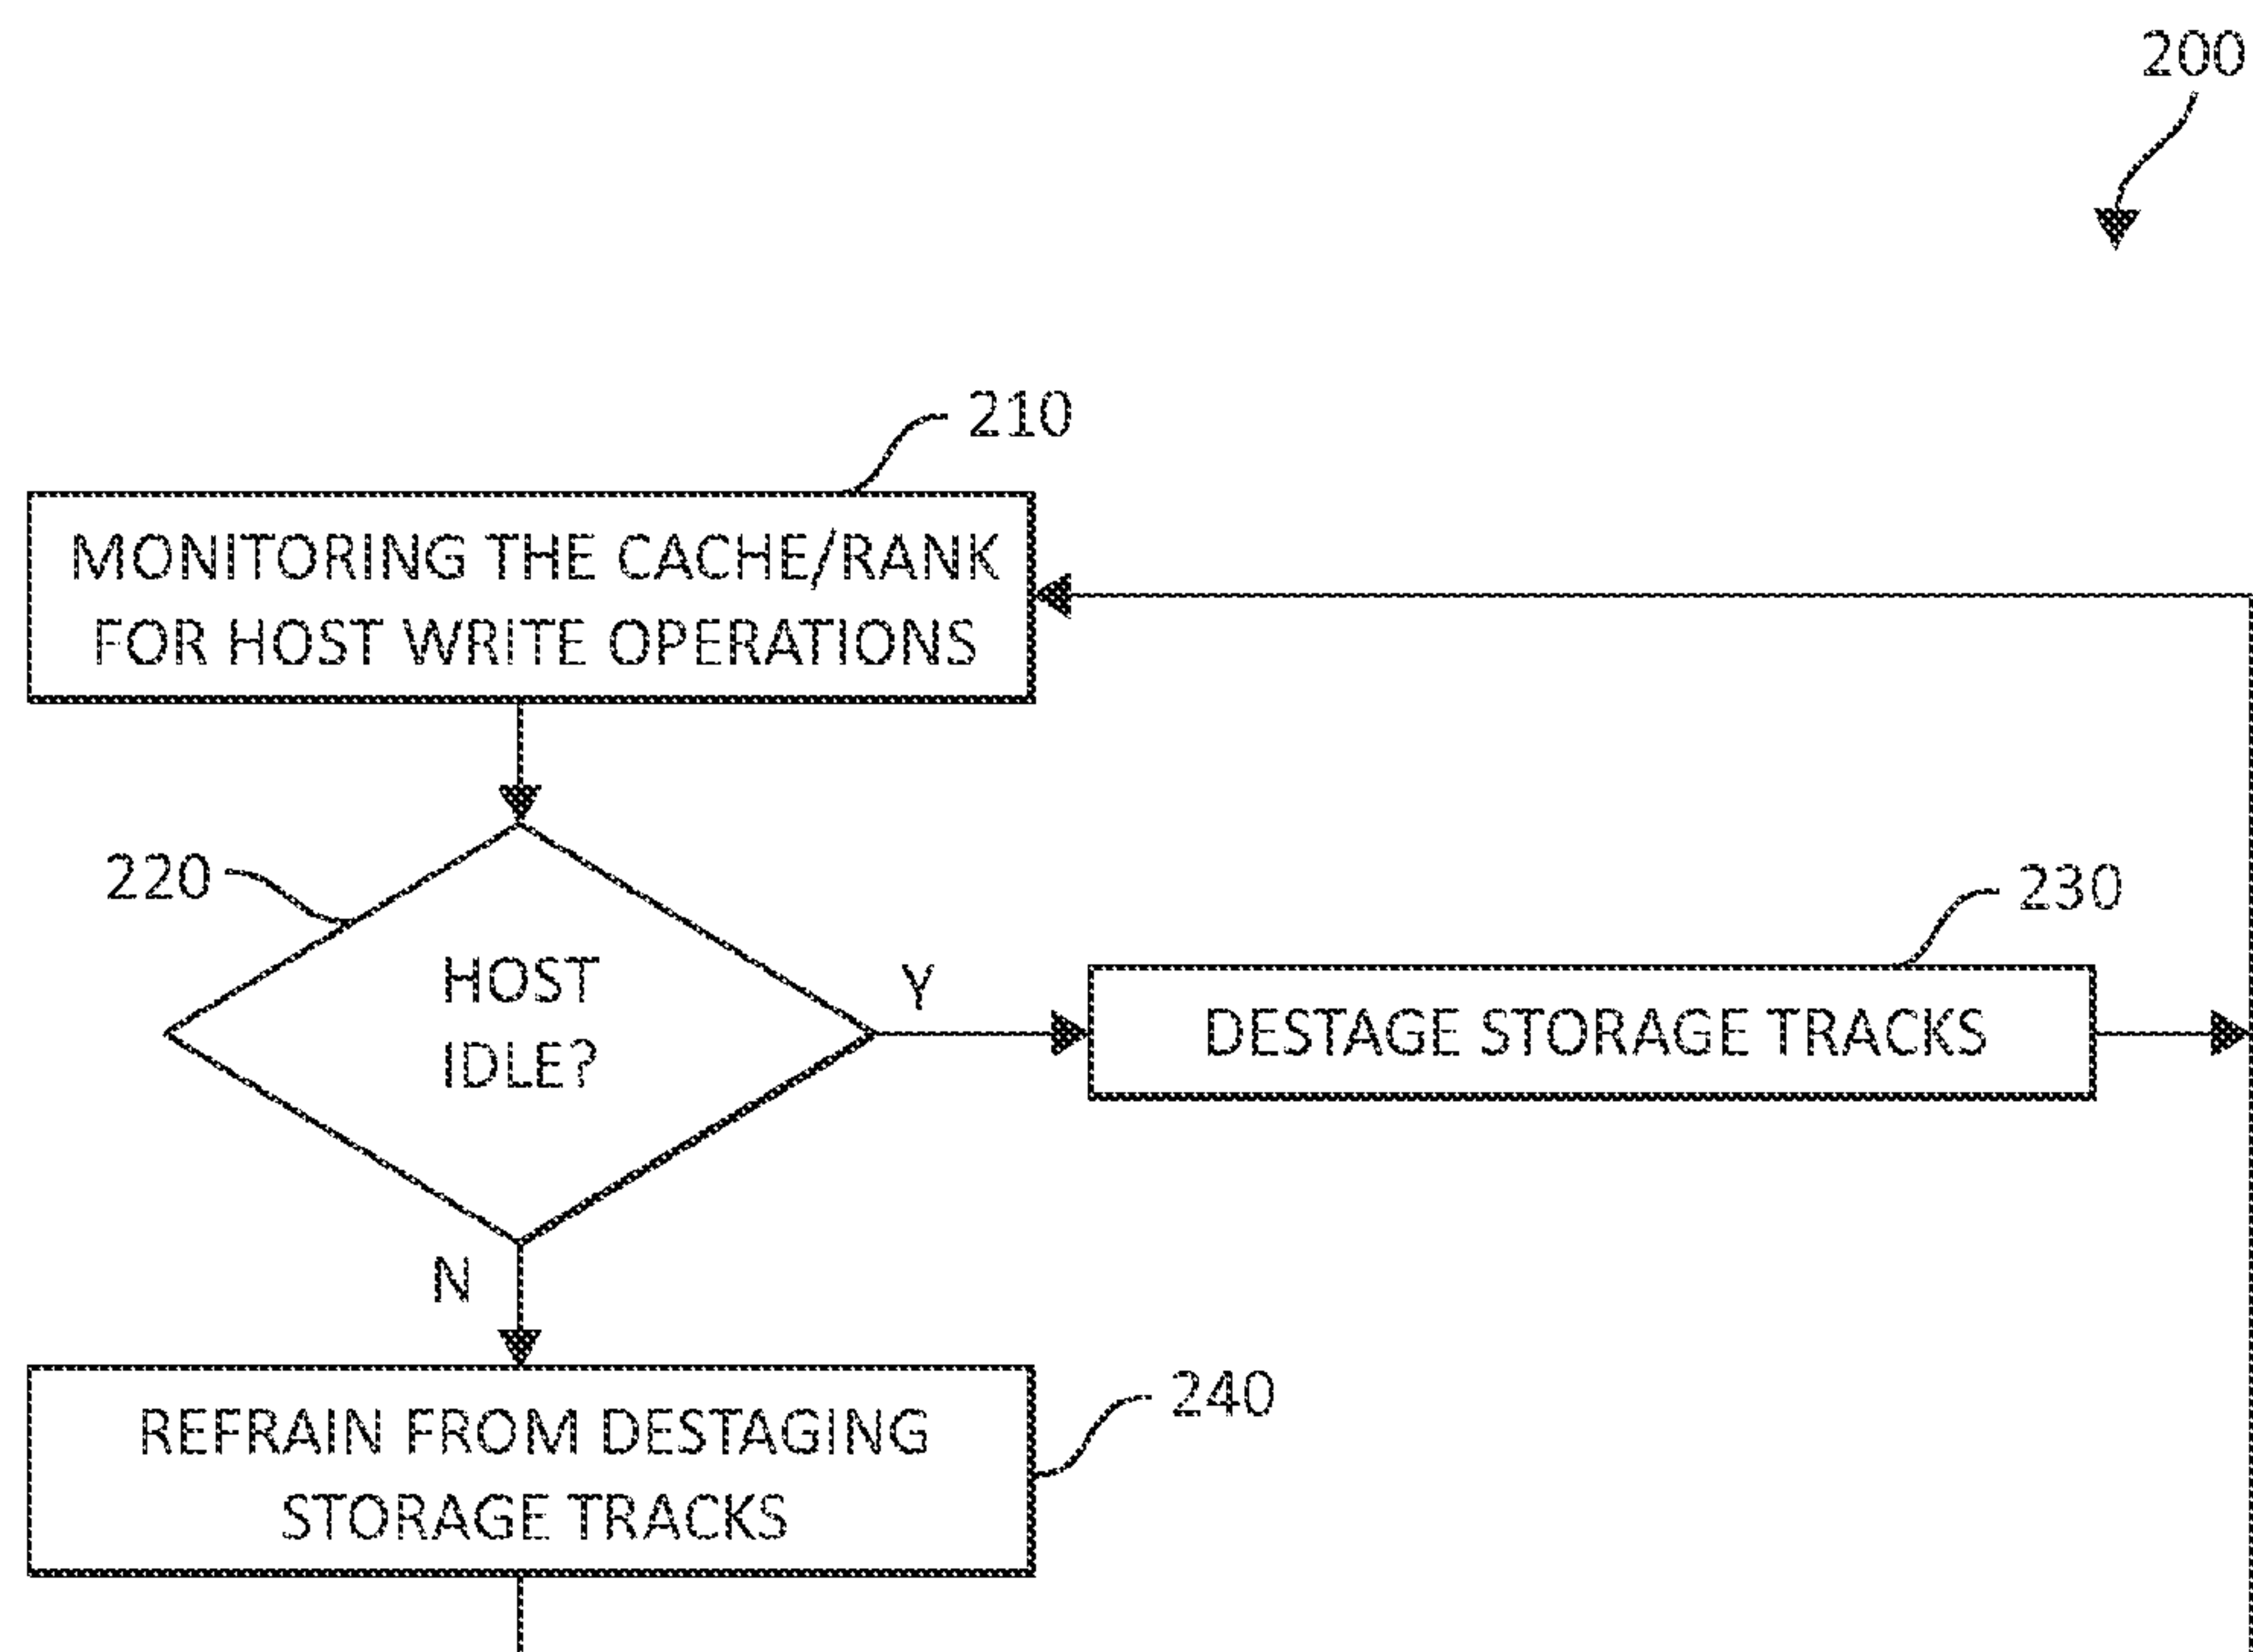 200
210
MONITORING THE CACHE/RANK
FOR HOST WRITE OPERATIONS
220
HOST
IDLE?
Y
230
DESTAGE STORAGE TRACKS
N
REFRAIN FROM DESTAGING
STORAGE TRACKS
240